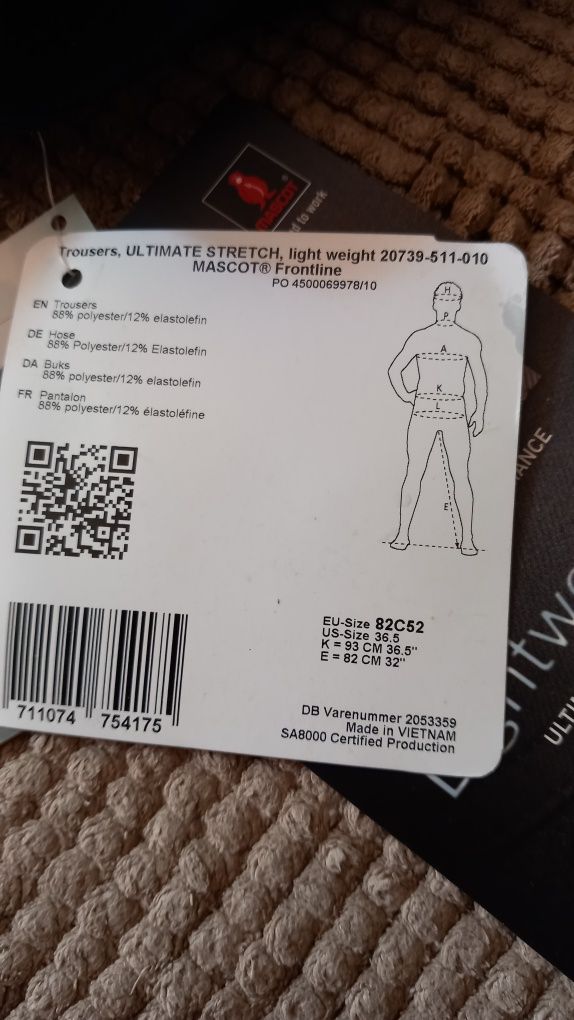 MASCOT®
d to work
Trousers, ULTIMATE STRETCH, light weight 20739-511-010
MASCOT® Frontline
PO 4500069978/10
EN Trousers
88% polyester/12% elastolefin
DE Hose
88% Polyester/12% Elastolefin
DA Buks
88% polyester/12% elastolefin
FR Pantalon
88% polyester/12% élastoléfine
H
P
A
K
L
E
EU-Size 82C52
US-Size 36.5
K = 93 CM 36.5"
E = 82 CM 32"
711074 754175
DB Varenummer 2053359
Made in VIETNAM
SA8000 Certified Production
ANCE
ULTI